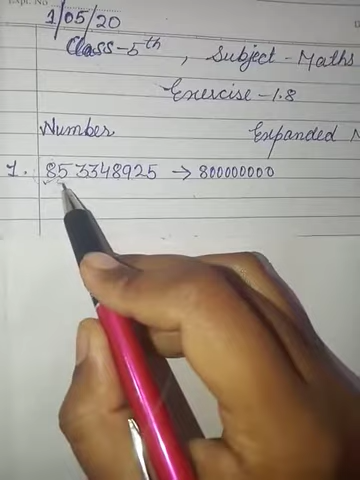 1/05/20
Class-5th, Subject - Maths
Exercise - 1.8
Number Expanded
1. 853348925 → 800000000